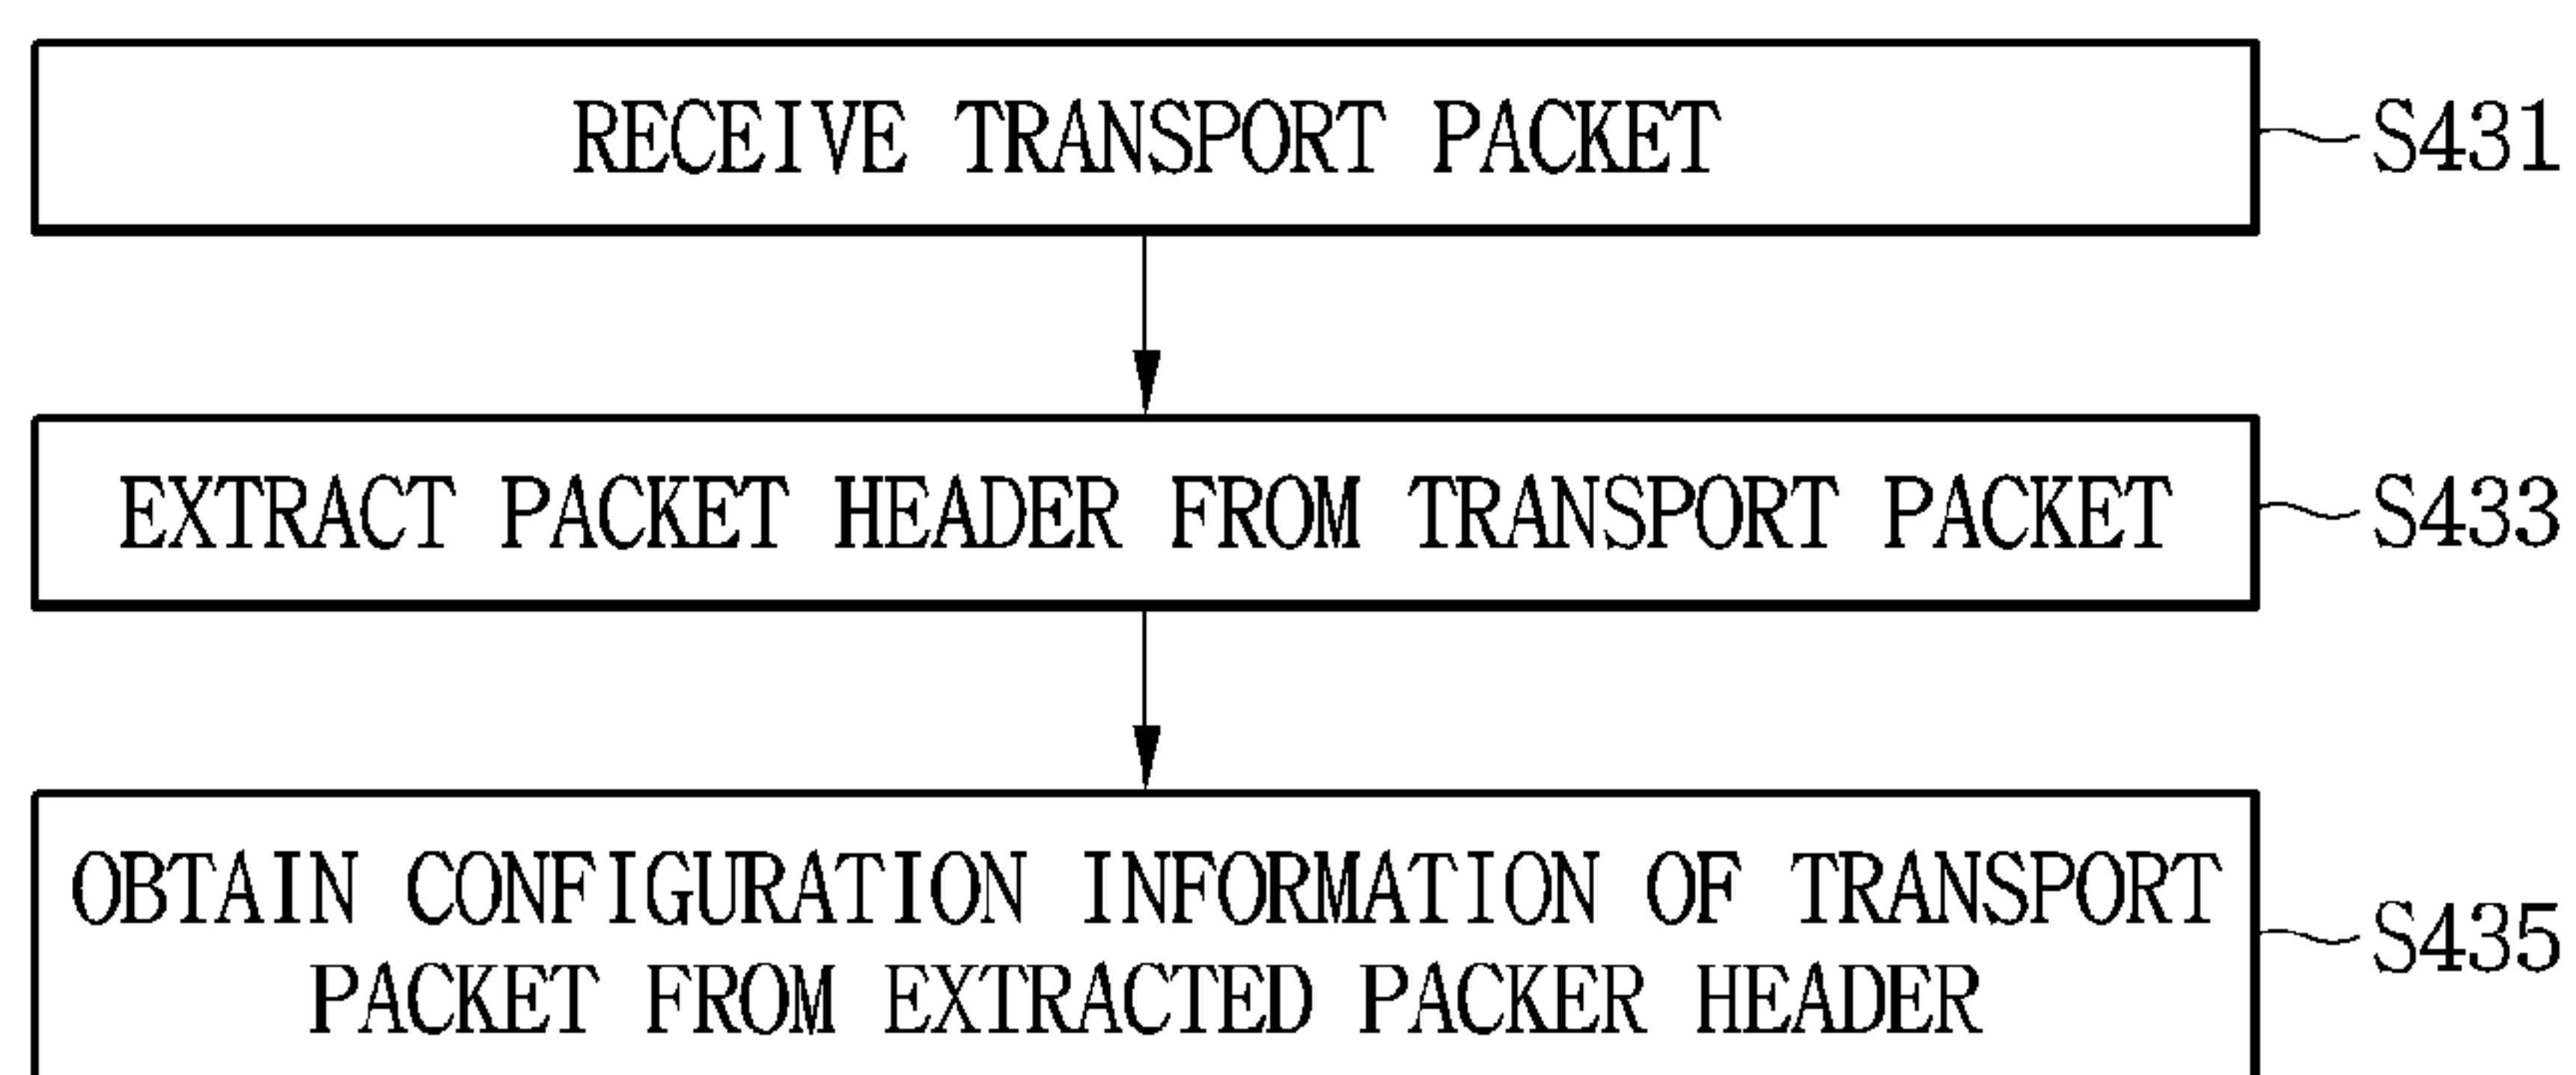 RECEIVE TRANSPORT PACKET
S431
EXTRACT PACKET HEADER FROM TRANSPORT PACKET
S433
OBTAIN CONFIGURATION INFORMATION OF TRANSPORT
PACKET FROM EXTRACTED PACKER HEADER
S435